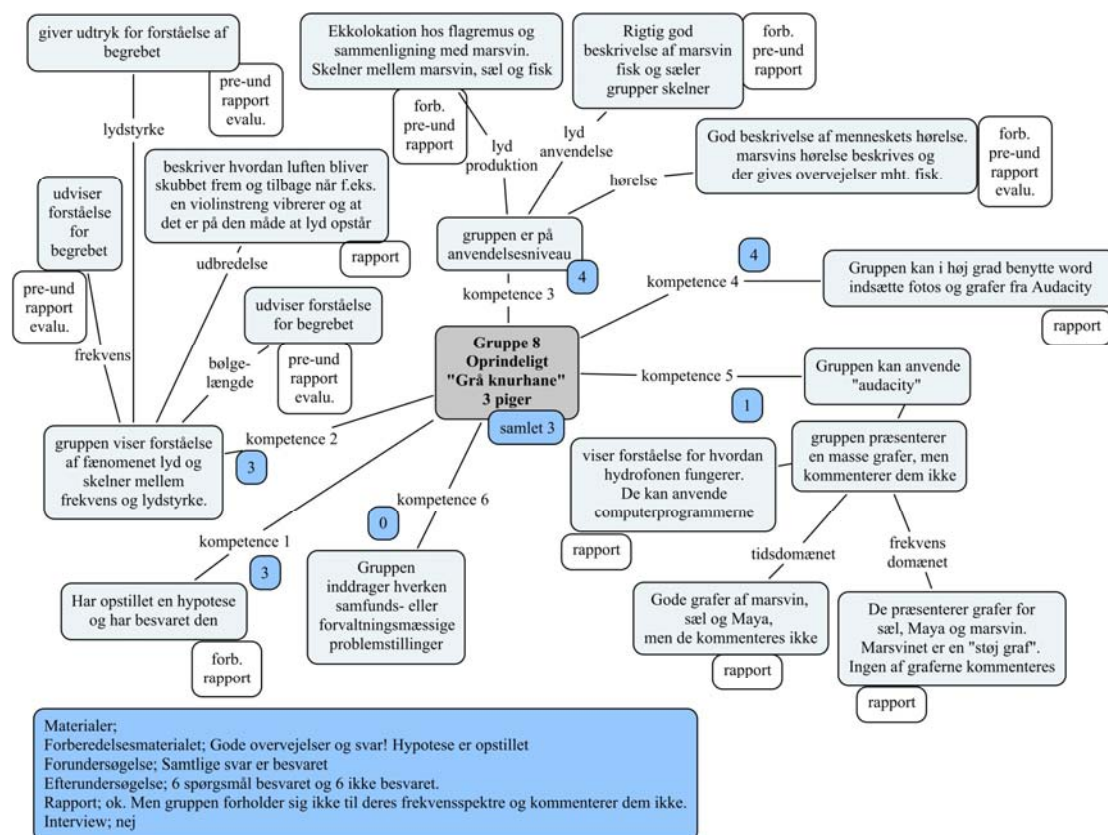 giver udtryk for forståelse af
begrebet
pre-und
rapport
evalu.
lydstyrke
Ekkolokation hos flagremus og
sammenligning med marsvin.
Skelner mellem marsvin, sæl og fisk
forb.
pre-und
rapport
lyd
produktion
Rigtig god
beskrivelse af marsvin
fisk og sæler
grupper skelner
forb.
pre-und
rapport
lyd
anvendelse
God beskrivelse af menneskets hørelse.
marsvins hørelse beskrives og
der gives overvejelser mht. fisk.
forb.
pre-und
rapport
evalu.
hørelse
udviser
forståelse
for
begrebet
pre-und
rapport
evalu.
frekvens
beskriver hvordan luften bliver
skubbet frem og tilbage når f.eks.
en violinstreng vibrerer og at
det er på den måde at lyd opstår
rapport
udbredelse
udviser forståelse
for begrebet
pre-und
rapport
evalu.
bølge-
længde
gruppen er på
anvendelsesniveau
4
kompetence 3
4
kompetence 4
Gruppen kan i høj grad benytte word
indsætte fotos og grafer fra Audacity
rapport
Gruppe 8
Oprindeligt
"Grå knurhane"
3 piger
samlet 3
kompetence 5
1
Gruppen kan anvende
"audacity"
gruppen præsenterer
en masse grafer, men
kommenterer dem ikke
viser forståelse for hvordan
hydrofonen fungerer.
De kan anvende
computerprogrammerne
rapport
gruppen viser forståelse
af fænomenet lyd og
skelner mellem
frekvens og lydstyrke.
kompetence 2
3
kompetence 1
3
Har opstillet en hypotese
og har besvaret den
forb.
rapport
kompetence 6
0
Gruppen
inddrager hverken
samfunds- eller
forvaltningsmæssige
problemstillinger
tidsdomænet
Gode grafer af marsvin,
sæl og Maya,
men de kommenteres ikke
rapport
frekvens
domænet
De præsenterer grafer for
sæl, Maya og marsvin.
Marsvinet er en "støj graf".
Ingen af graferne kommenteres
rapport
Materialer;
Forberedelsesmaterialet; Gode overvejelser og svar! Hypotese er opstillet
Forundersøgelse; Samtlige svar er besvaret
Efterundersøgelse; 6 spørgsmål besvaret og 6 ikke besvaret.
Rapport; ok. Men gruppen forholder sig ikke til deres frekvensspektre og kommenterer dem ikke.
Interview; nej